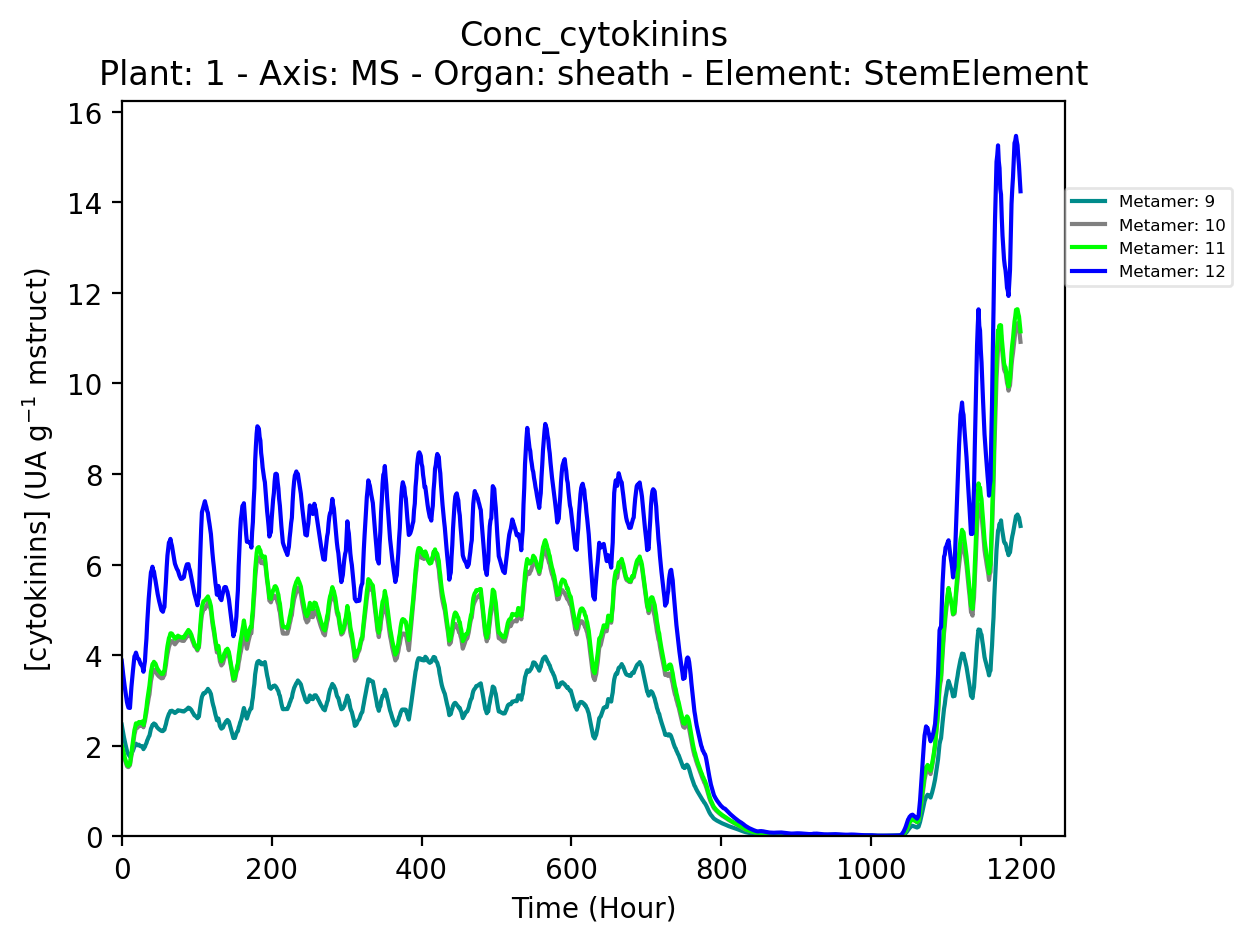 Conc_cytokinins
Plant: 1 - Axis: MS - Organ: sheath - Element: StemElement
16
14
12
10
8
6
4
2
0
[cytokinins] (UA g⁻¹ mstruct)
0 200 400 600 800 1000 1200
Time (Hour)
Metamer: 9
Metamer: 10
Metamer: 11
Metamer: 12